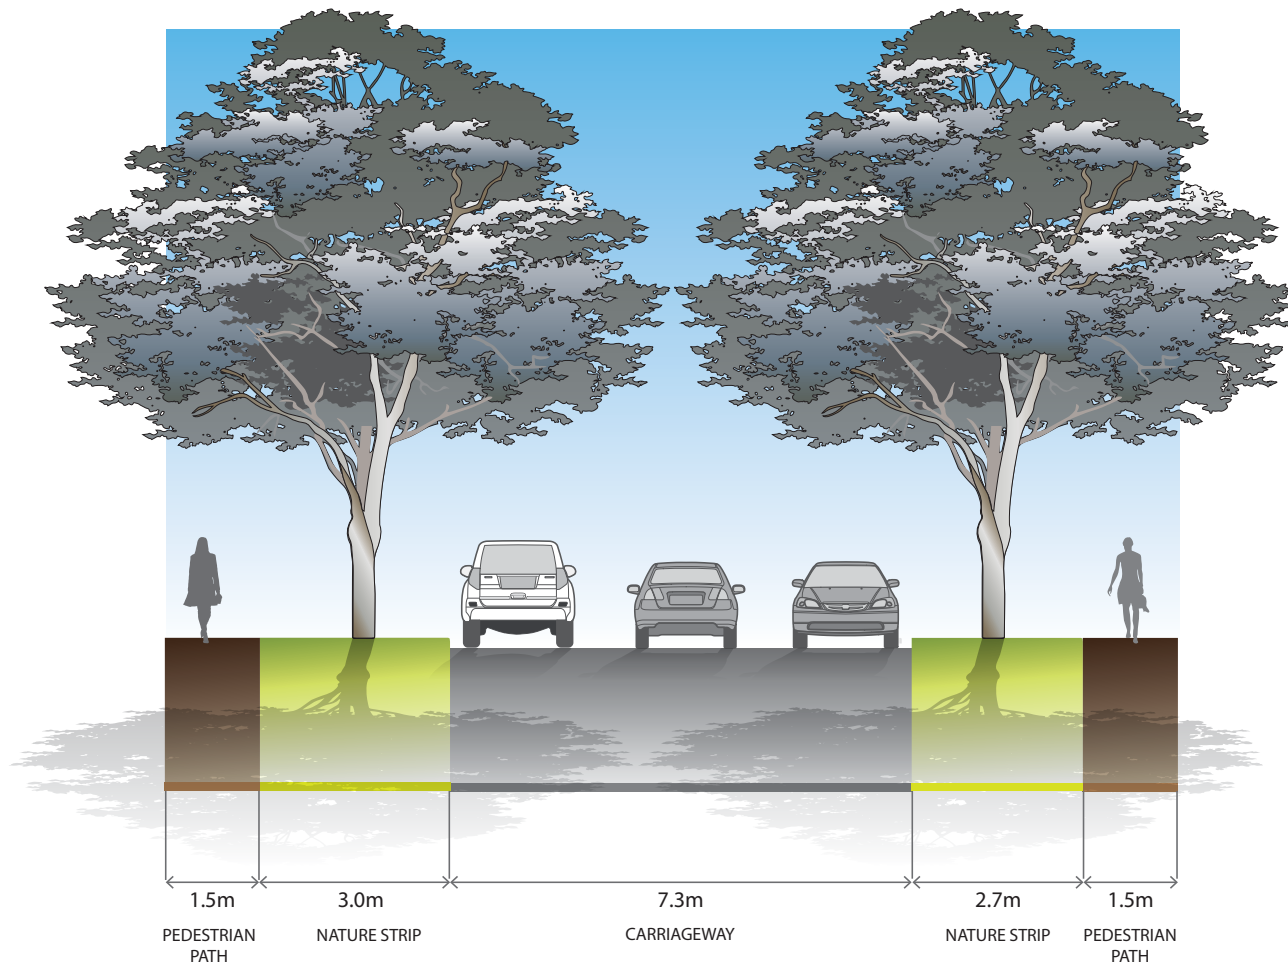 1.5m
3.0m
7.3m
2.7m
1.5m
PEDESTRIAN
PATH
NATURE STRIP
CARRIAGEWAY
NATURE STRIP
PEDESTRIAN
PATH